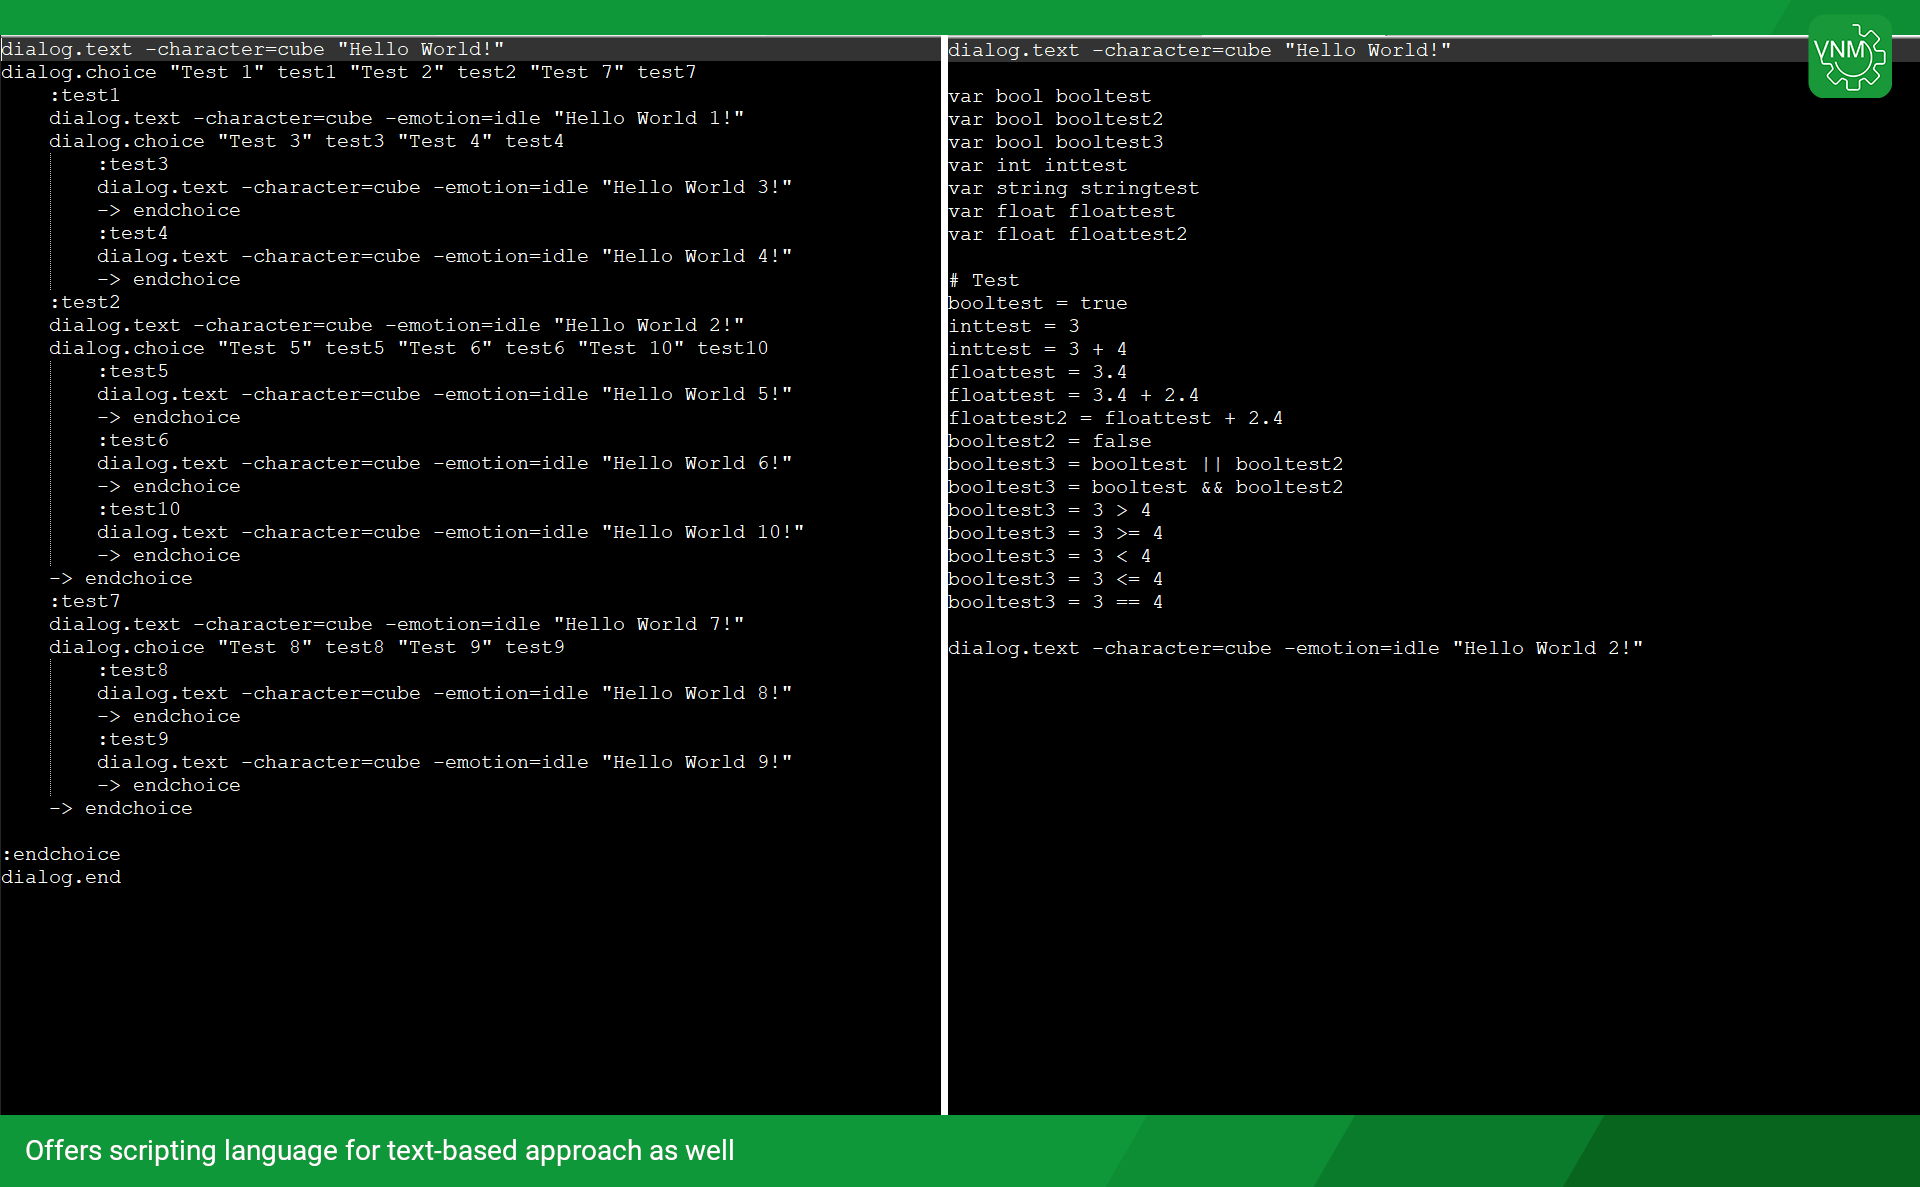 dialog.text -character=cube "Hello World!"
dialog.choice "Test 1" test1 "Test 2" test2 "Test 7" test7
:test1
dialog.text -character=cube -emotion=idle "Hello World 1!"
dialog.choice "Test 3" test3 "Test 4" test4
:test3
dialog.text -character=cube -emotion=idle "Hello World 3!"
-> endchoice
:test4
dialog.text -character=cube -emotion=idle "Hello World 4!"
-> endchoice
:test2
dialog.text -character=cube -emotion=idle "Hello World 2!"
dialog.choice "Test 5" test5 "Test 6" test6 "Test 10" test10
:test5
dialog.text -character=cube -emotion=idle "Hello World 5!"
-> endchoice
:test6
dialog.text -character=cube -emotion=idle "Hello World 6!"
-> endchoice
:test10
dialog.text -character=cube -emotion=idle "Hello World 10!"
-> endchoice
-> endchoice
:test7
dialog.text -character=cube -emotion=idle "Hello World 7!"
dialog.choice "Test 8" test8 "Test 9" test9
:test8
dialog.text -character=cube -emotion=idle "Hello World 8!"
-> endchoice
:test9
dialog.text -character=cube -emotion=idle "Hello World 9!"
-> endchoice
-> endchoice
:endchoice
dialog.end
dialog.text -character=cube "Hello World!"
var bool booltest
var bool booltest2
var bool booltest3
var int inttest
var string stringtest
var float floattest
var float floattest2
# Test
booltest = true
inttest = 3
inttest = 3 + 4
floattest = 3.4
floattest = 3.4 + 2.4
floattest2 = floattest + 2.4
booltest2 = false
booltest3 = booltest || booltest2
booltest3 = booltest && booltest2
booltest3 = 3 > 4
booltest3 = 3 >= 4
booltest3 = 3 < 4
booltest3 = 3 <= 4
booltest3 = 3 == 4
dialog.text -character=cube -emotion=idle "Hello World 2!"
VNM
Offers scripting language for text-based approach as well